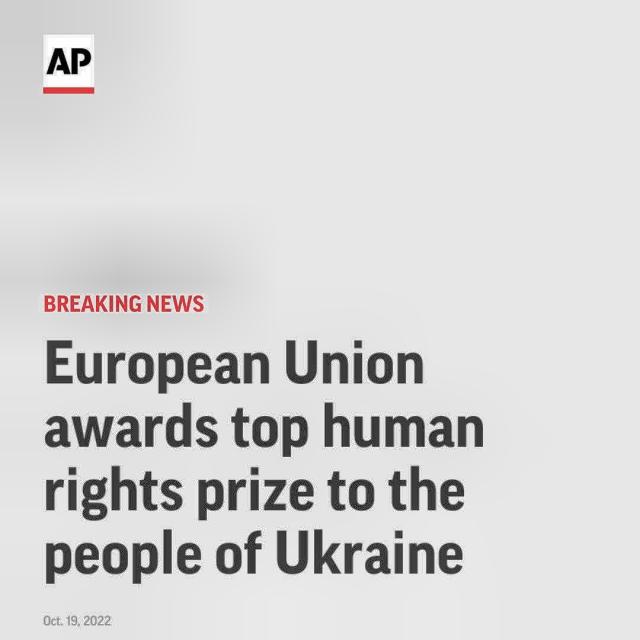 AP
BREAKING NEWS
European Union
awards top human
rights prize to the
people of Ukraine
Oct. 19, 2022